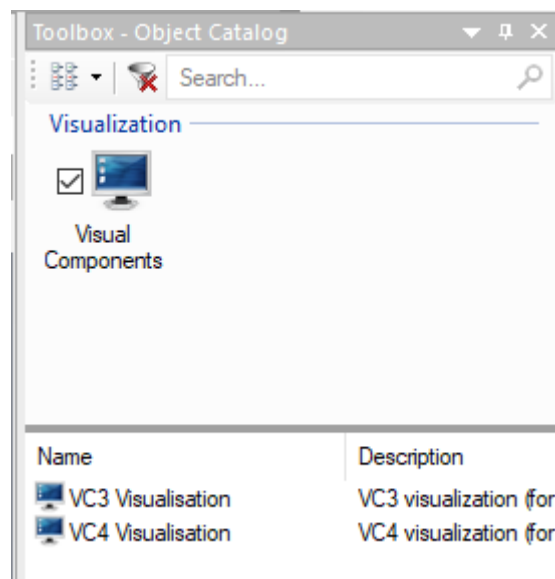 Toolbox - Object Catalog
Search...
Visualization
Visual
Components
Name Description
VC3 Visualisation VC3 visualization (for
VC4 Visualisation VC4 visualization (for